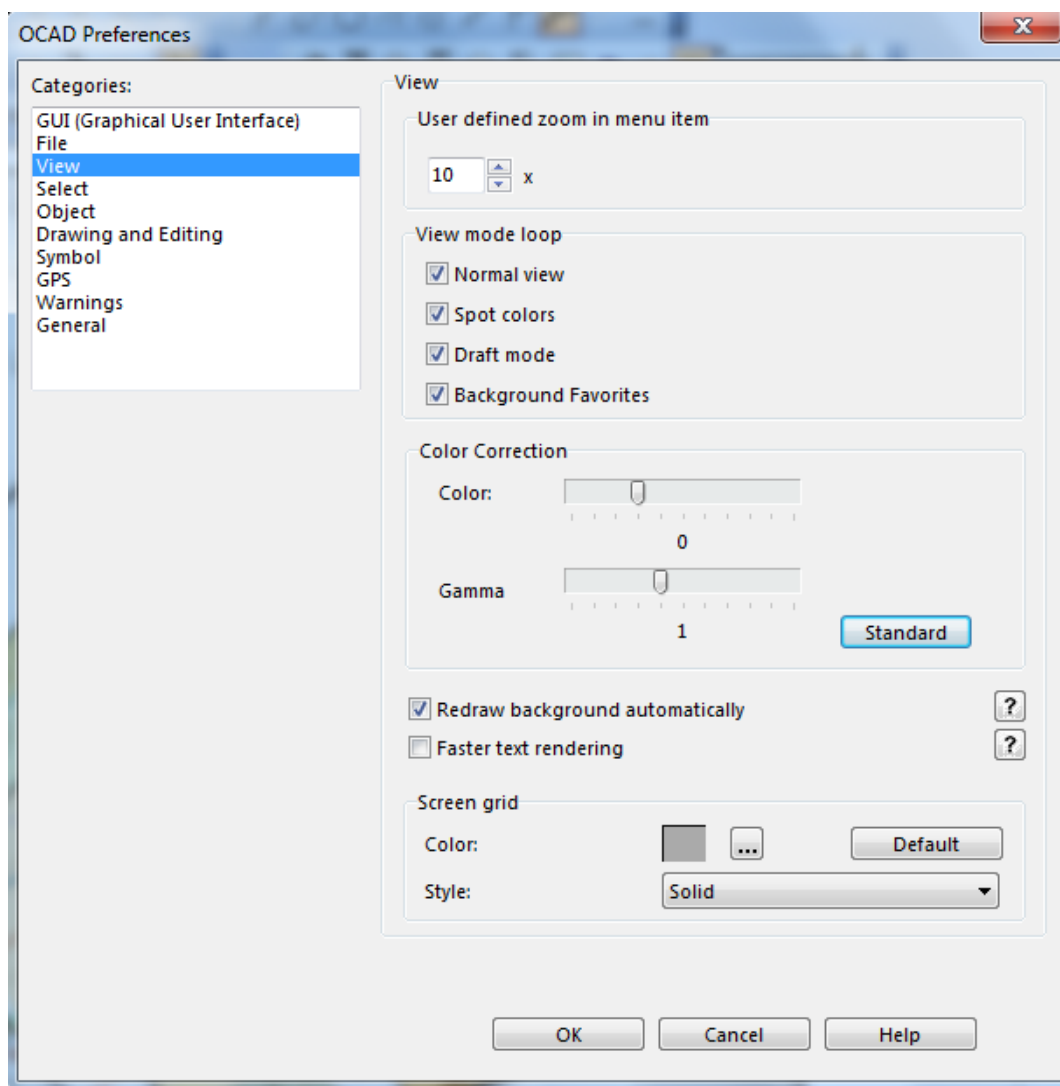 OCAD Preferences
x
Categories:
GUI (Graphical User Interface)
File
View
Select
Object
Drawing and Editing
Symbol
GPS
Warnings
General
View
User defined zoom in menu item
10 x
View mode loop
Normal view
Spot colors
Draft mode
Background Favorites
Color Correction
Color:
0
Gamma
1
Standard
Redraw background automatically ?
Faster text rendering ?
Screen grid
Color: ... Default
Style: Solid
OK Cancel Help